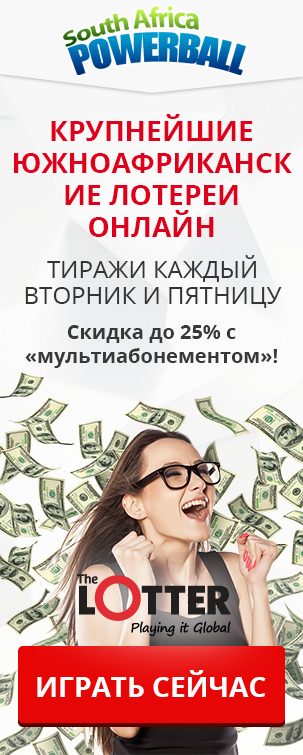 South Africa
POWERBALL
КРУПНЕЙШИЕ
ЮЖНОАФРИКАНСК
ИЕ ЛОТЕРЕИ
ОНЛАЙН
ТИРАЖИ КАЖДЫЙ
ВТОРНИК И ПЯТНИЦУ
Скидка до 25% с
«мультиабонементом»!
The
LOTTER
Playing it Global
ИГРАТЬ СЕЙЧАС